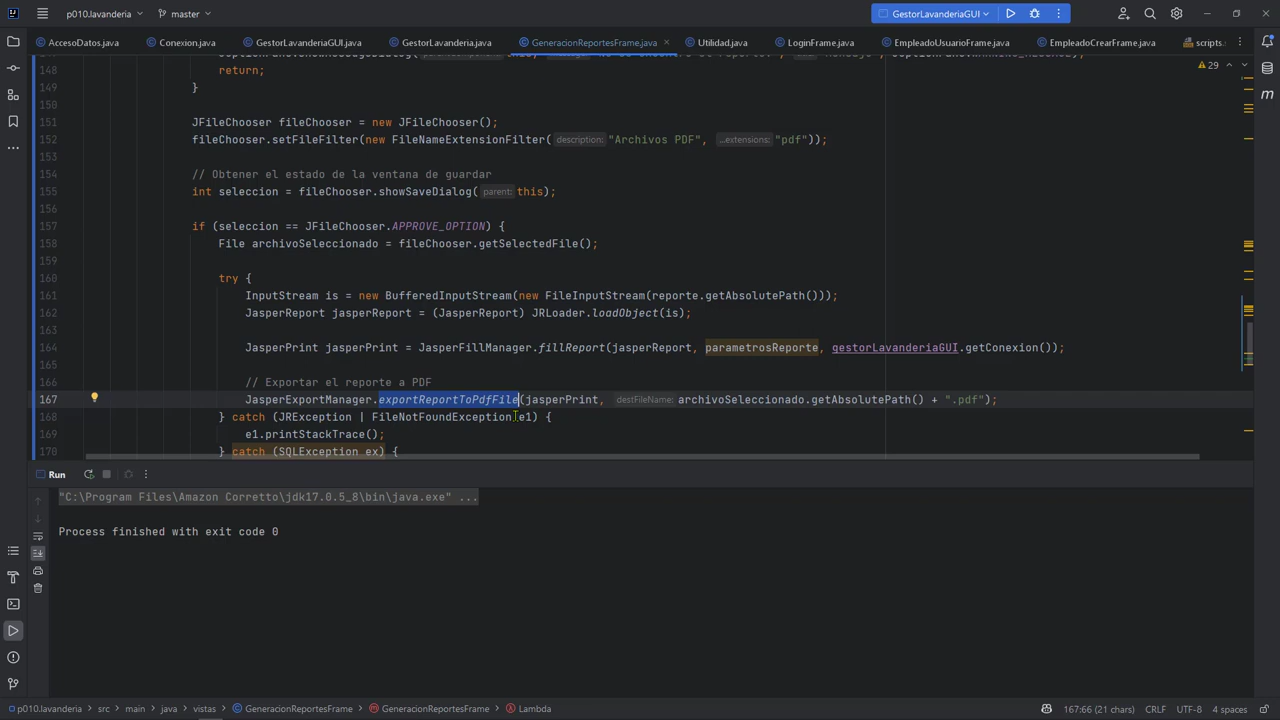 p010.lavanderia
master
GestorLavanderiaGUI
AccesoDatos.java
Conexion.java
GestorLavanderiaGUI.java
GestorLavanderia.java
GeneracionReportesFrame.java
Utilidad.java
LoginFrame.java
EmpleadoUsuarioFrame.java
EmpleadoCrearFrame.java
scripts
29
148 return;
149 }
150
151 JFileChooser fileChooser = new JFileChooser();
152 fileChooser.setFileFilter(new FileNameExtensionFilter( description: "Archivos PDF", ...extensions: "pdf"));
153
154 // Obtener el estado de la ventana de guardar
155 int seleccion = fileChooser.showSaveDialog( parent: this);
156
157 if (seleccion == JFileChooser.APPROVE_OPTION) {
158 File archivoSeleccionado = fileChooser.getSelectedFile();
159
160 try {
161 InputStream is = new BufferedInputStream(new FileInputStream(reporte.getAbsolutePath()));
162 JasperReport jasperReport = (JasperReport) JRLoader.loadObject(is);
163
164 JasperPrint jasperPrint = JasperFillManager.fillReport(jasperReport, parametrosReporte, gestorLavanderiaGUI.getConexion());
165
166 // Exportar el reporte a PDF
167 JasperExportManager.exportReportToPdfFile(jasperPrint, destFileName: archivoSeleccionado.getAbsolutePath() + ".pdf");
168 } catch (JRException | FileNotFoundException e1) {
169 e1.printStackTrace();
170 } catch (SQLException ex) {
Run
"C:\Program Files\Amazon Corretto\jdk17.0.5_8\bin\java.exe" ...
Process finished with exit code 0
p010.lavanderia > src > main > java > vistas > GeneracionReportesFrame > GeneracionReportesFrame > Lambda
167:66 (21 chars) CRLF UTF-8 4 spaces